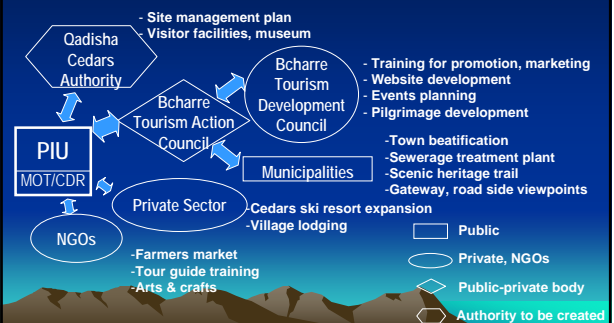 - Site management plan
- Visitor facilities, museum
Qadisha
Cedars
Authority
Bcharre
Tourism
Development
Council
- Training for promotion, marketing
- Website development
- Events planning
- Pilgrimage development
Bcharre
Tourism Action
Council
PIU
MOT/CDR
Municipalities
-Town beatification
-Sewerage treatment plant
-Scenic heritage trail
-Gateway, road side viewpoints
Private Sector
-Cedars ski resort expansion
-Village lodging
NGOs
-Farmers market
-Tour guide training
-Arts & crafts
Public
Private, NGOs
Public-private body
Authority to be created